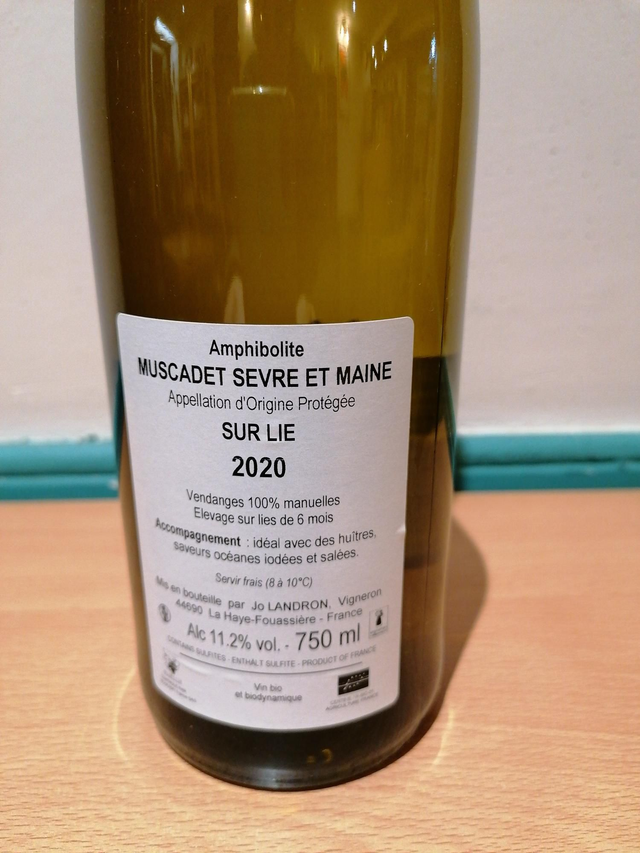 Amphibolite
MUSCADET SEVRE ET MAINE
Appellation d'Origine Protégée
SUR LIE
2020
Vendanges 100% manuelles
Elevage sur lies de 6 mois
Accompagnement : idéal avec des huîtres,
saveurs océanes iodées et salées.
Servir frais (8 à 10°C)
Mis en bouteille par Jo LANDRON, Vigneron
44690 La Haye-Fouassière - France
Alc 11.2% vol. - 750 ml
CONTAINS SULFITES - ENTHÄLT SULFITE - PRODUCT OF FRANCE
Vin bio
et biodynamique